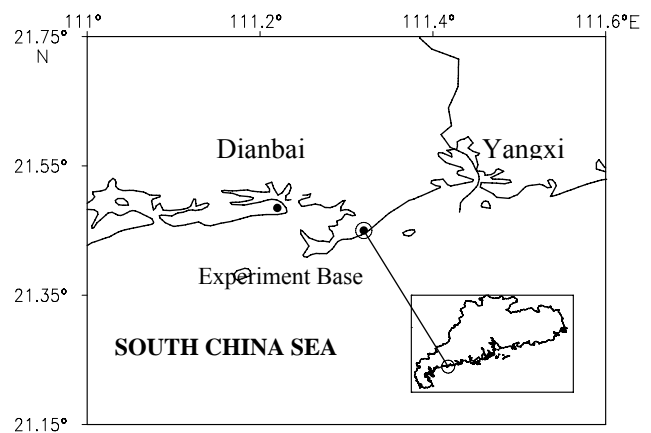 111° 111.2° 111.4° 111.6°E
21.75°
N
Dianbai Yangxi
21.55°
Experiment Base
21.35°
SOUTH CHINA SEA
21.15°